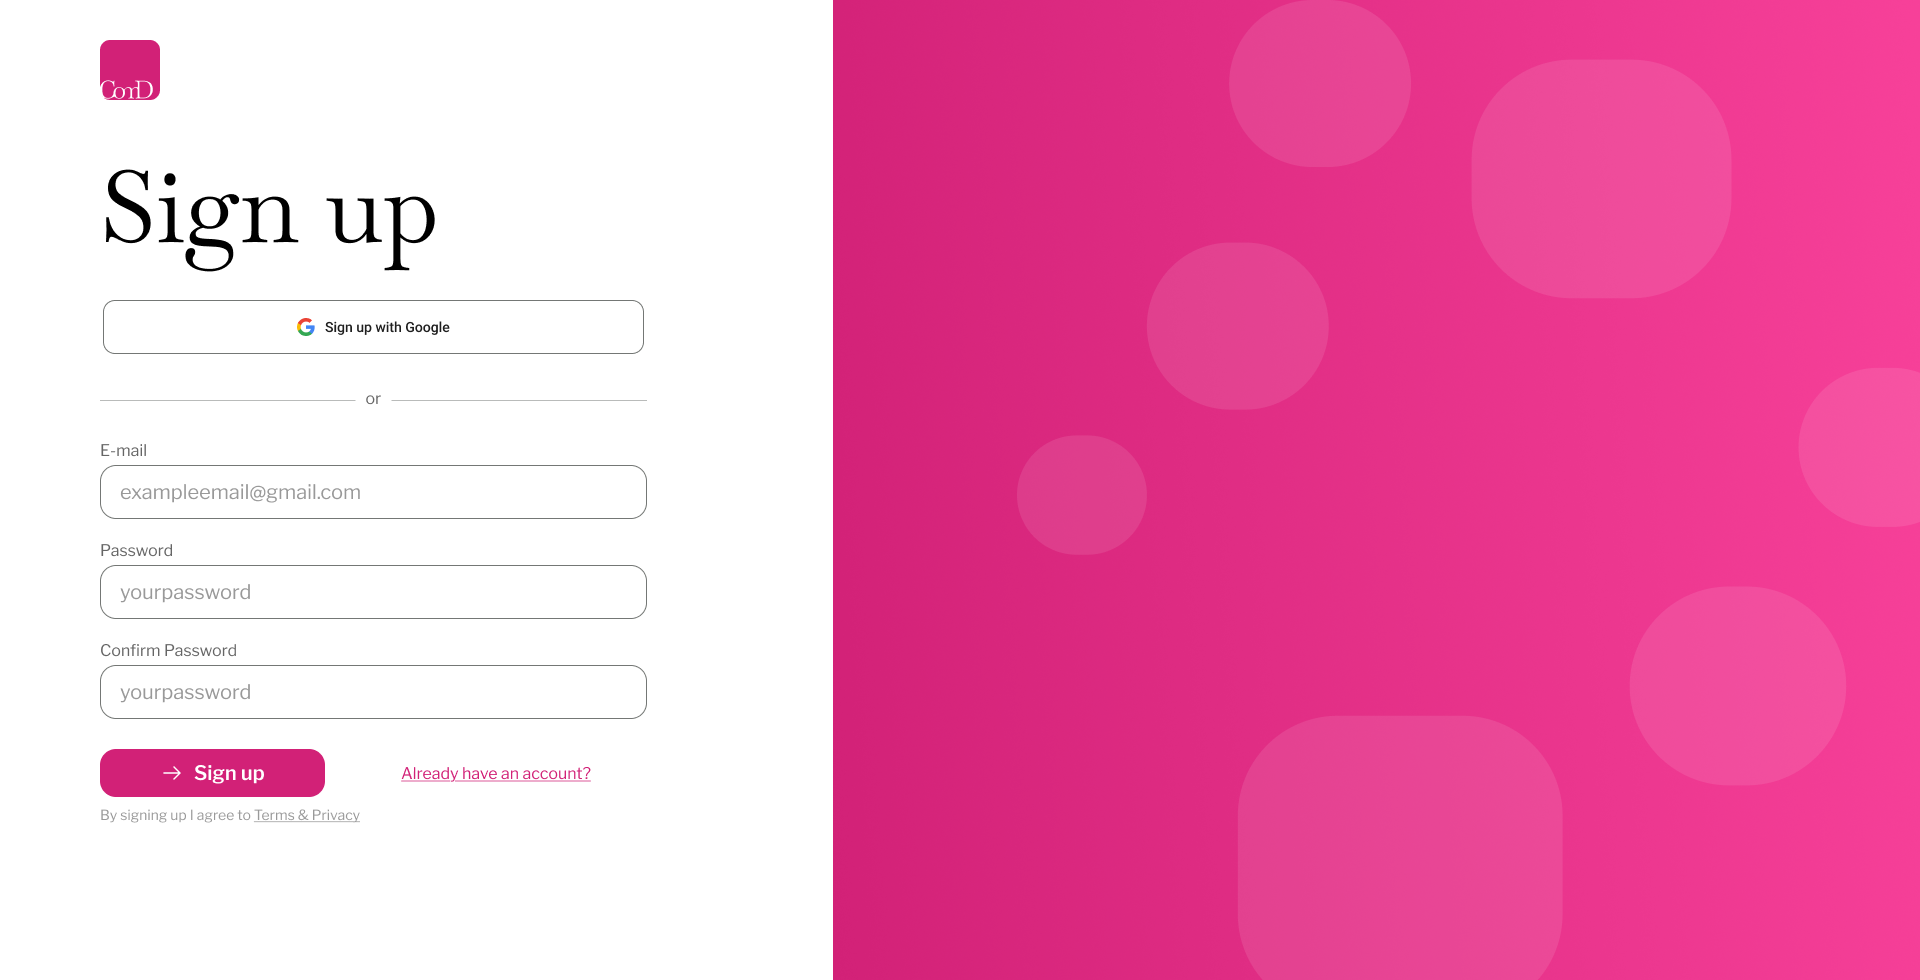 ConD
Sign up
Sign up with Google
or
E-mail
exampleemail@gmail.com
Password
yourpassword
Confirm Password
yourpassword
Sign up
Already have an account?
By signing up I agree to Terms & Privacy